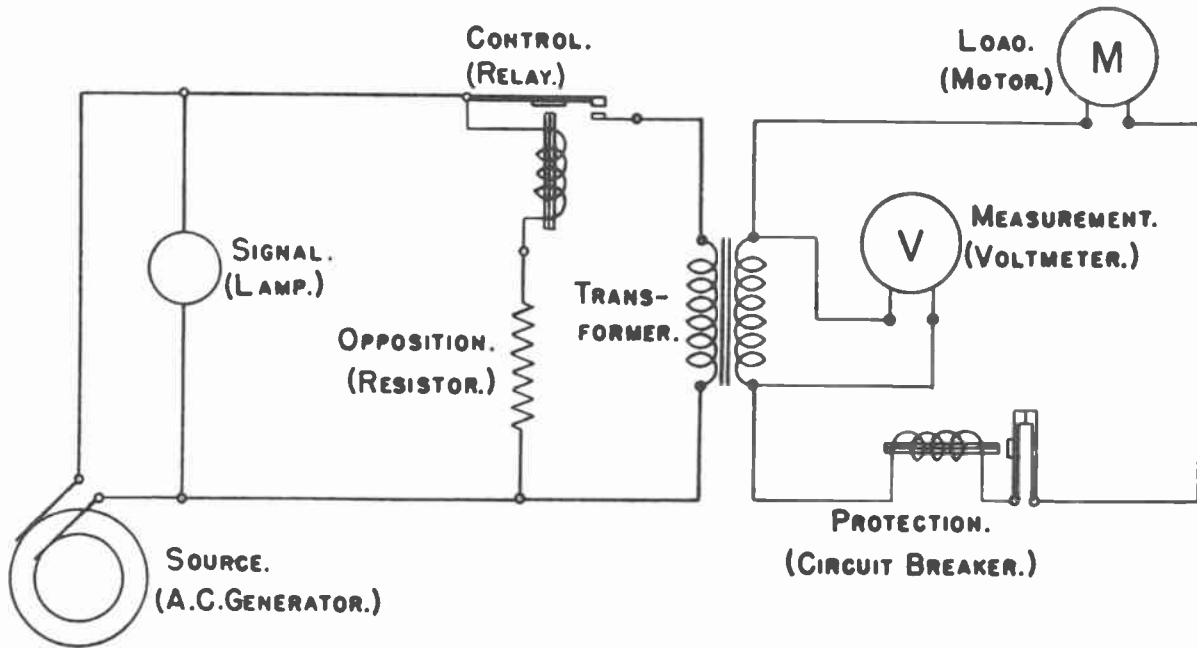 CONTROL.
(RELAY.)
LOAD.
(MOTOR.)
M
SIGNAL.
(LAMP.)
OPPOSITION.
(RESISTOR.)
TRANS-
FORMER.
V
MEASUREMENT.
(VOLTMETER.)
SOURCE.
(A.C.GENERATOR.)
PROTECTION.
(CIRCUIT BREAKER.)